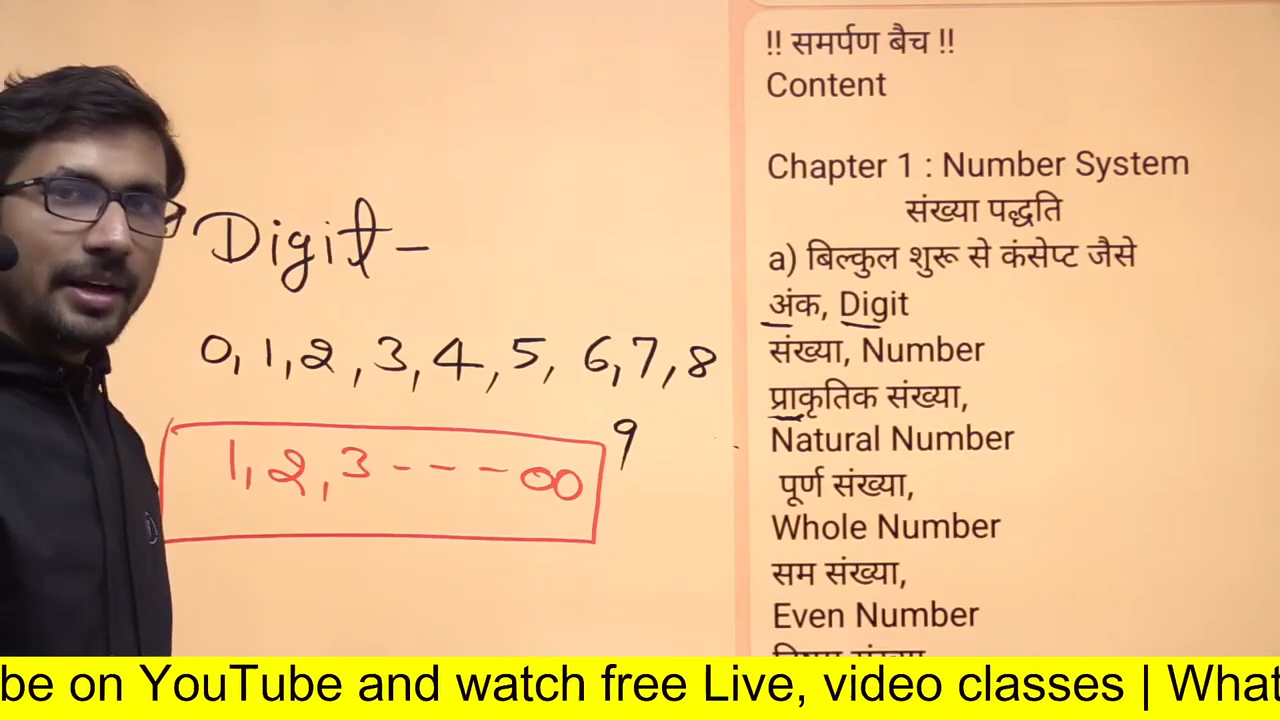 Digit-
0, 1, 2, 3, 4, 5, 6, 7, 8
9
1, 2, 3 - - - - ∞
!! समर्पण बैच !!
Content
Chapter 1 : Number System
संख्या पद्धति
a) बिल्कुल शुरू से कंसेप्ट जैसे
अंक, Digit
संख्या, Number
प्राकृतिक संख्या,
Natural Number
पूर्ण संख्या,
Whole Number
सम संख्या,
Even Number
be on YouTube and watch free Live, video classes | What